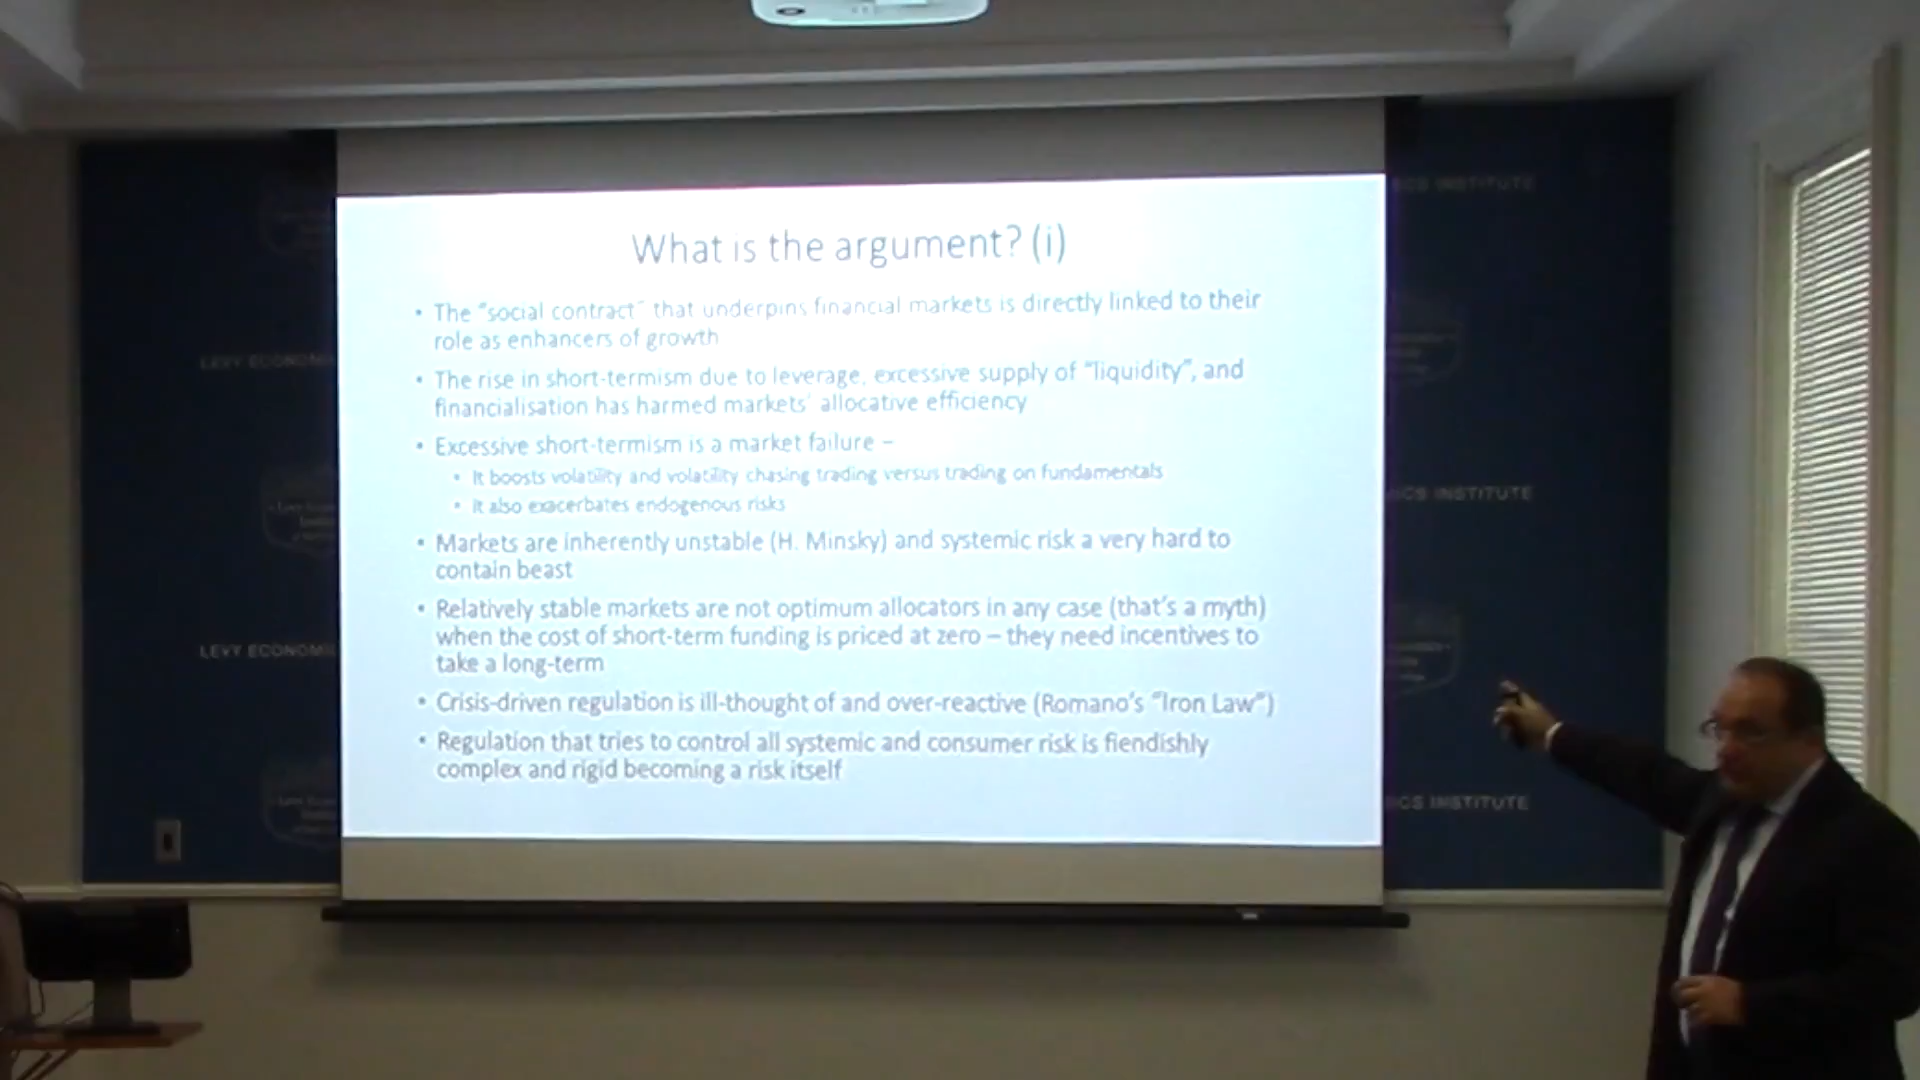 What is the argument? (i)
• The "social contract" that underpins financial markets is directly linked to their
role as enhancers of growth
• The rise in short-termism due to leverage, excessive supply of "liquidity", and
financialisation has harmed markets' allocative efficiency
• Excessive short-termism is a market failure –
• It boosts volatility and volatility chasing trading versus trading on fundamentals
• It also exacerbates endogenous risks
• Markets are inherently unstable (H. Minsky) and systemic risk a very hard to
contain beast
• Relatively stable markets are not optimum allocators in any case (that's a myth)
when the cost of short-term funding is priced at zero – they need incentives to
take a long-term
• Crisis-driven regulation is ill-thought of and over-reactive (Romano's "Iron Law")
• Regulation that tries to control all systemic and consumer risk is fiendishly
complex and rigid becoming a risk itself
LEVY ECONOMI
LEVY ECONOMI
ICS INSTITUTE
ICS INSTITUTE
ICS INSTITUTE